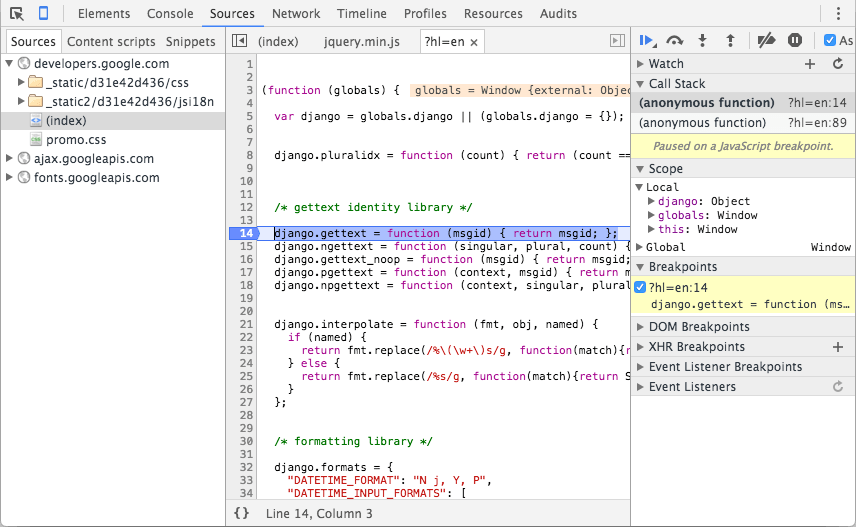 Elements Console Sources Network Timeline Profiles Resources Audits
Sources Content scripts Snippets
(index) jquery.min.js ?hl=en ×
As
developers.google.com
_static/d31e42d436/css
_static2/d31e42d436/jsi18n
(index)
promo.css
ajax.googleapis.com
fonts.googleapis.com
1
2
3 (function (globals) { globals = Window {external: Objec
4
5 var django = globals.django || (globals.django = {});
6
7
8 django.pluralidx = function (count) { return (count ==
9
10
11
12 /* gettext identity library */
13
14 django.gettext = function (msgid) { return msgid; };
15 django.ngettext = function (singular, plural, count) {
16 django.gettext_noop = function (msgid) { return msgid;
17 django.pgettext = function (context, msgid) { return m
18 django.npgettext = function (context, singular, plural
19
20
21 django.interpolate = function (fmt, obj, named) {
22 if (named) {
23 return fmt.replace(/%\(\w+\)s/g, function(match){r
24 } else {
25 return fmt.replace(/%s/g, function(match){return S
26 }
27 };
28
29
30 /* formatting library */
31
32 django.formats = {
33 "DATETIME_FORMAT": "N j, Y, P",
34 "DATETIME_INPUT_FORMATS": [
{} Line 14, Column 3
Watch
Call Stack
(anonymous function) ?hl=en:14
(anonymous function) ?hl=en:89
Paused on a JavaScript breakpoint.
Scope
Local
django: Object
globals: Window
this: Window
Global Window
Breakpoints
?hl=en:14
django.gettext = function (ms…
DOM Breakpoints
XHR Breakpoints
Event Listener Breakpoints
Event Listeners